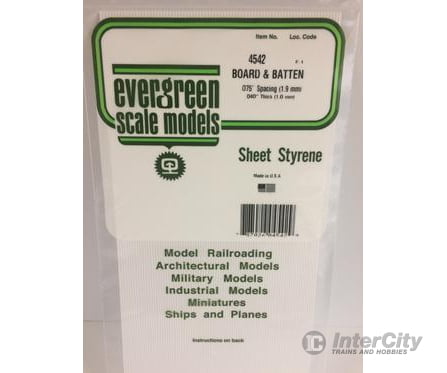 Item No. Loc. Code
4542
BOARD & BATTEN
.075" Spacing (1.9 mm)
.040" Thick (1.0 mm)
evergreen
scale models
Sheet Styrene
Made in U.S.A
Model Railroading
Architectural Models
Military Models
Industrial Models
Miniatures
Ships and Planes
Instructions on back
IC InterCity
TRAINS AND HOBBIES